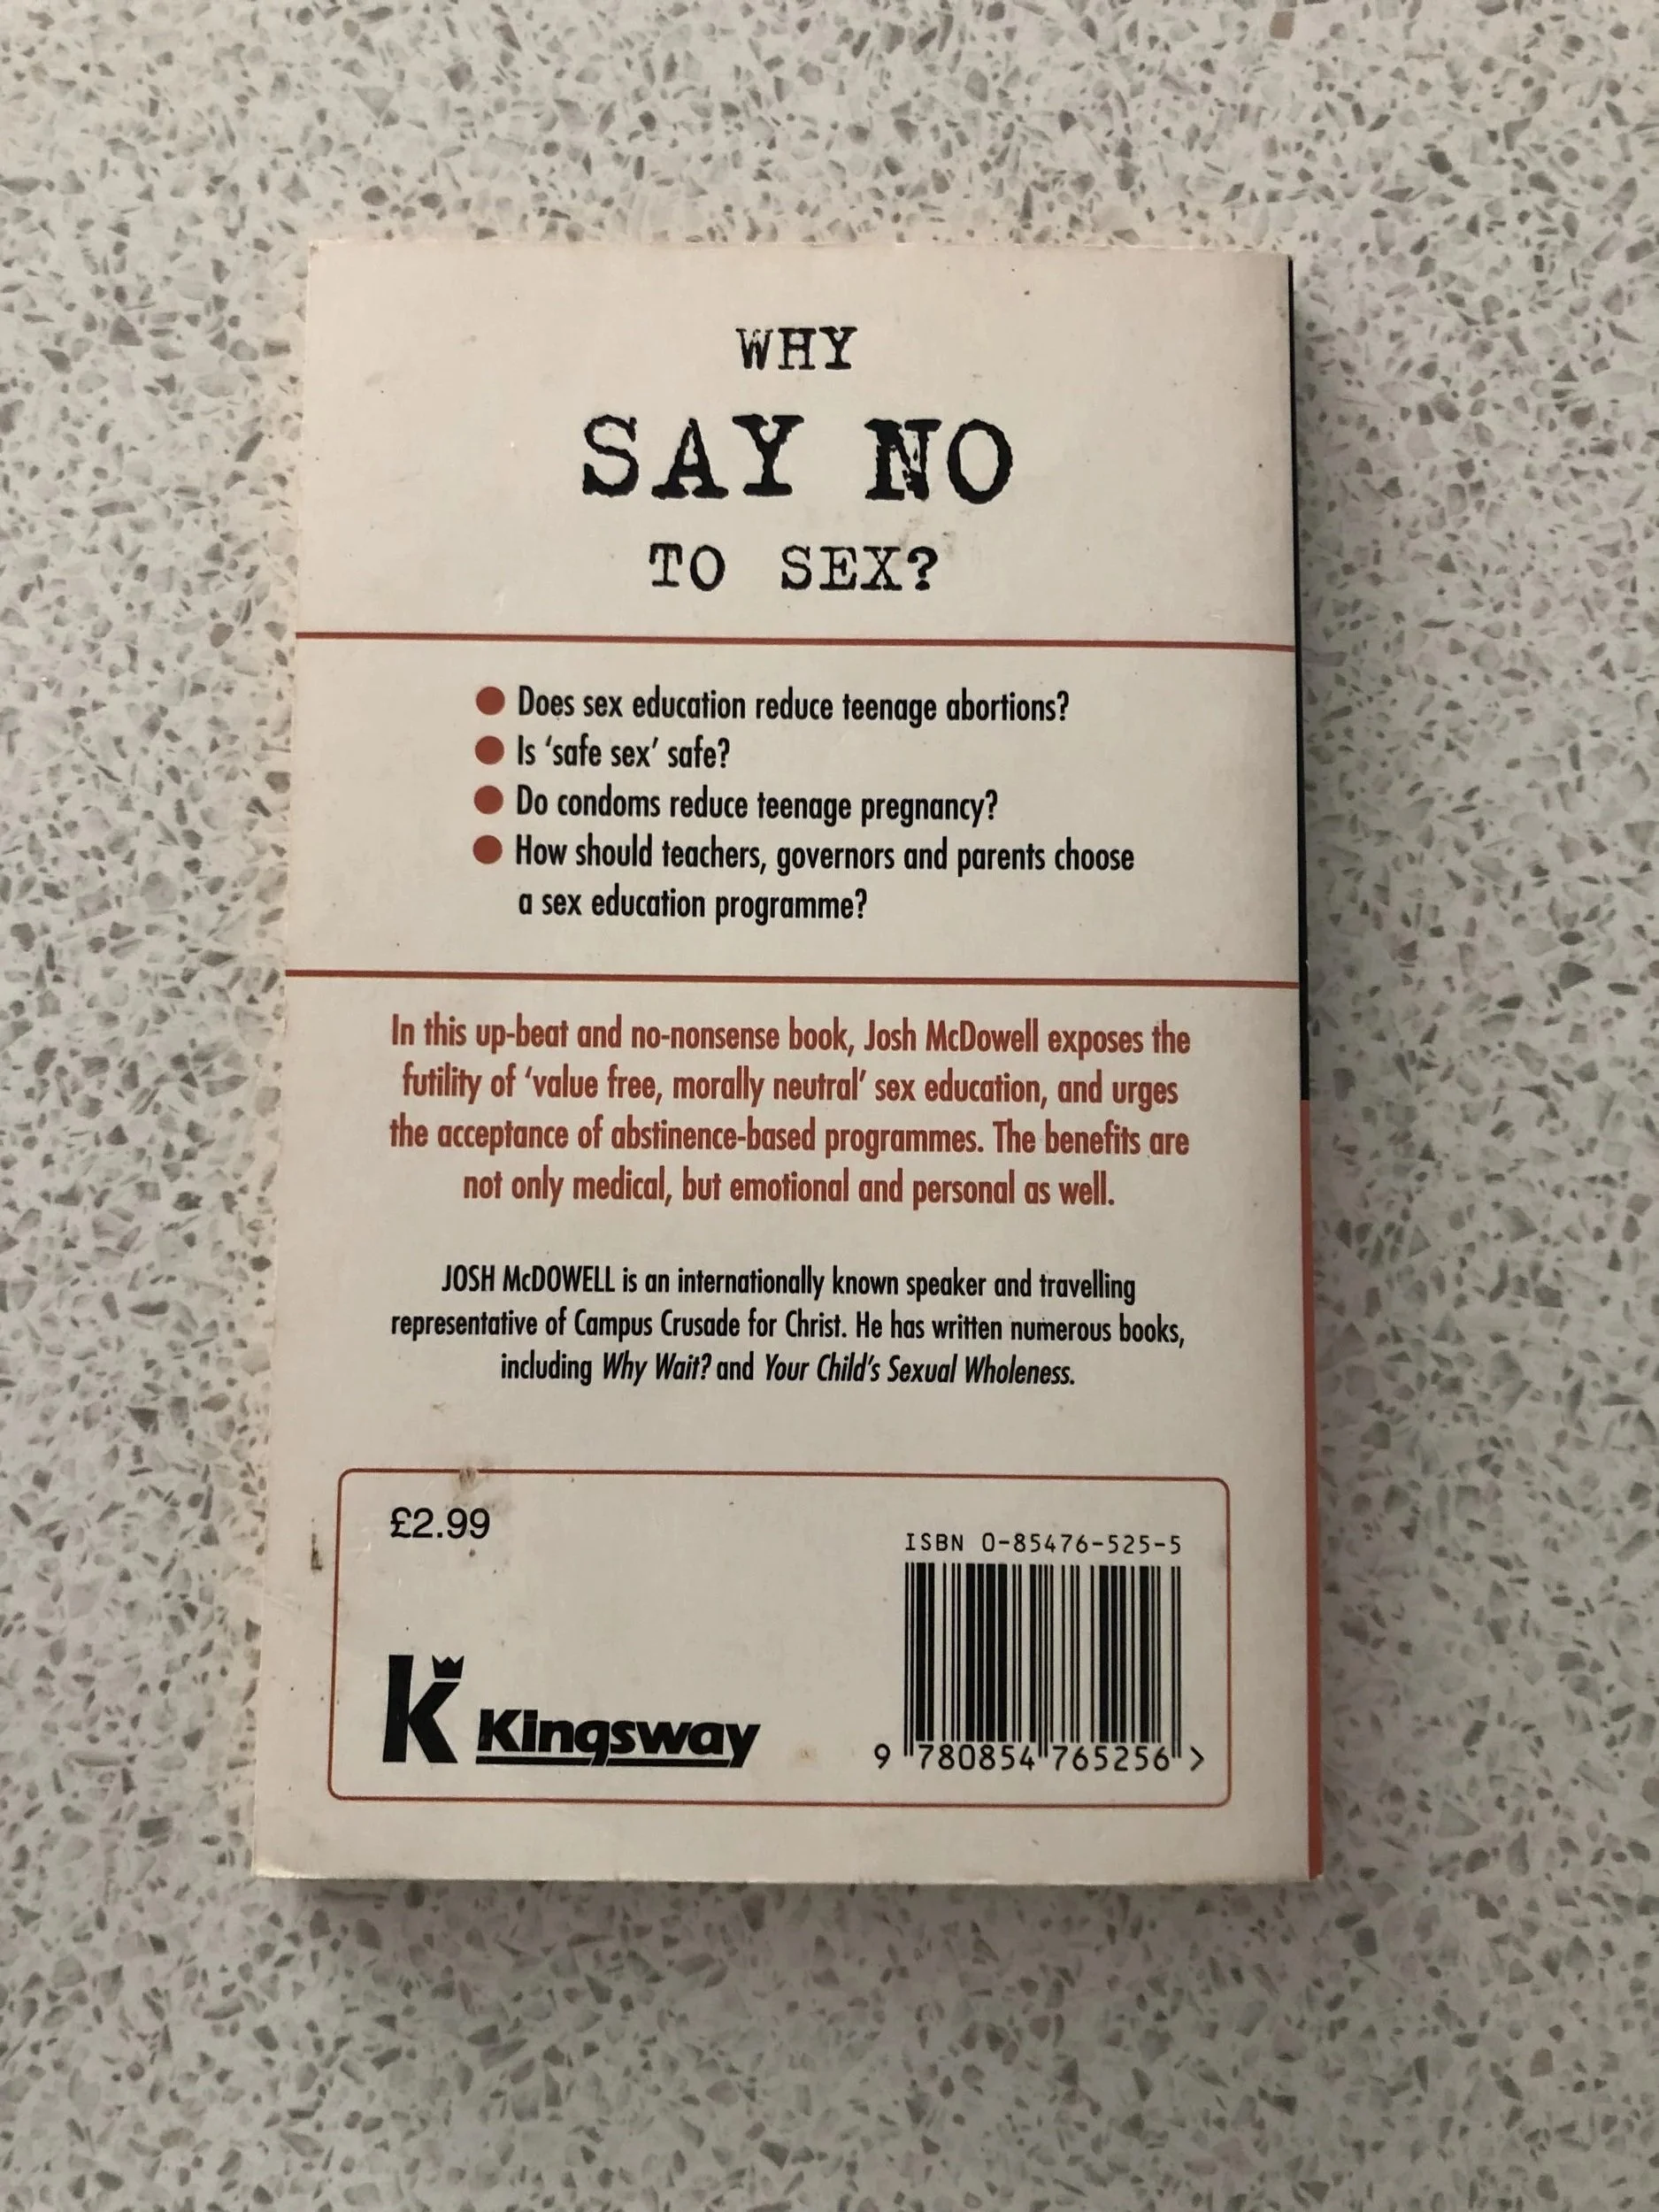 WHY
SAY NO
TO SEX?
● Does sex education reduce teenage abortions?
● Is ‘safe sex’ safe?
● Do condoms reduce teenage pregnancy?
● How should teachers, governors and parents choose
a sex education programme?
In this up-beat and no-nonsense book, Josh McDowell exposes the
futility of ‘value free, morally neutral’ sex education, and urges
the acceptance of abstinence-based programmes. The benefits are
not only medical, but emotional and personal as well.
JOSH McDOWELL is an internationally known speaker and travelling
representative of Campus Crusade for Christ. He has written numerous books,
including Why Wait? and Your Child’s Sexual Wholeness.
£2.99
ISBN 0-85476-525-5
K Kingsway
9 780854 765256 >